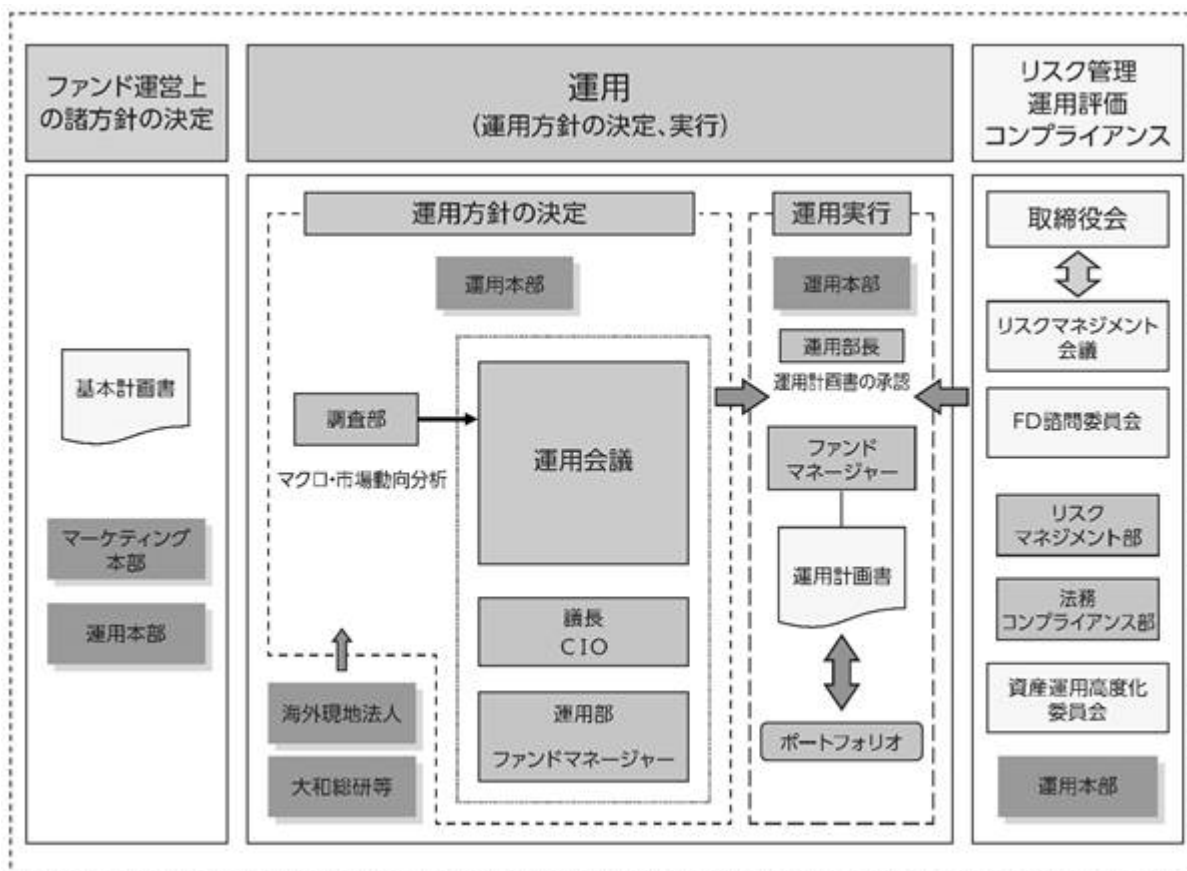 ファンド運営上
の諸方針の決定
基本計画書
マーケティング
本部
運用本部
運用
(運用方針の決定、実行)
運用方針の決定
運用本部
調査部
マクロ・市場動向分析
運用会議
議長
CIO
運用部
ファンドマネージャー
海外現地法人
大和総研等
運用実行
運用本部
運用部長
運用計画書の承認
ファンド
マネージャー
運用計画書
ポートフォリオ
リスク管理
運用評価
コンプライアンス
取締役会
リスクマネジメント
会議
FD諮問委員会
リスク
マネジメント部
法務
コンプライアンス部
資産運用高度化
委員会
運用本部